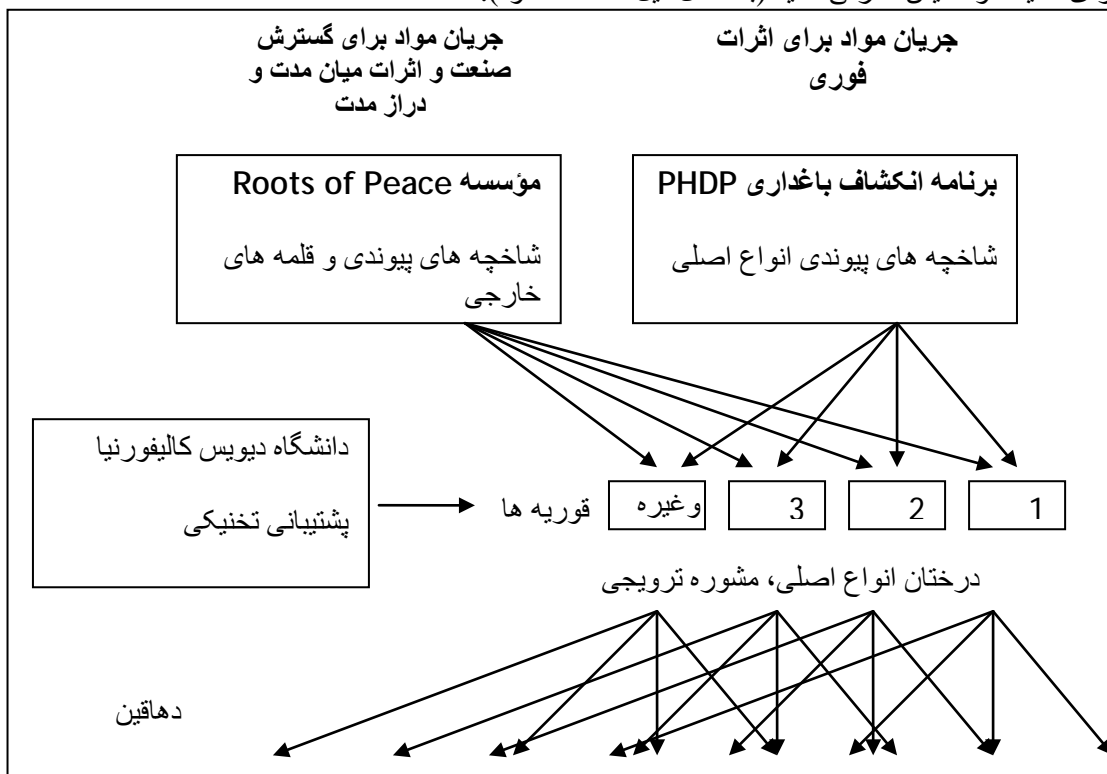 جریان مواد برای اثرات
فوری
جریان مواد برای گسترش
صنعت و اثرات میان مدت و
دراز مدت
برنامه انکشاف باغداری PHDP
شاخچه های پیوندی انواع اصلی
مؤسسه Roots of Peace
شاخچه های پیوندی و قلمه های
خارجی
دانشگاه دیویس کالیفورنیا
پشتیبانی تخنیکی
1
2
3
وغیره
قوریه ها
درختان انواع اصلی، مشوره ترویجی
دهاقین